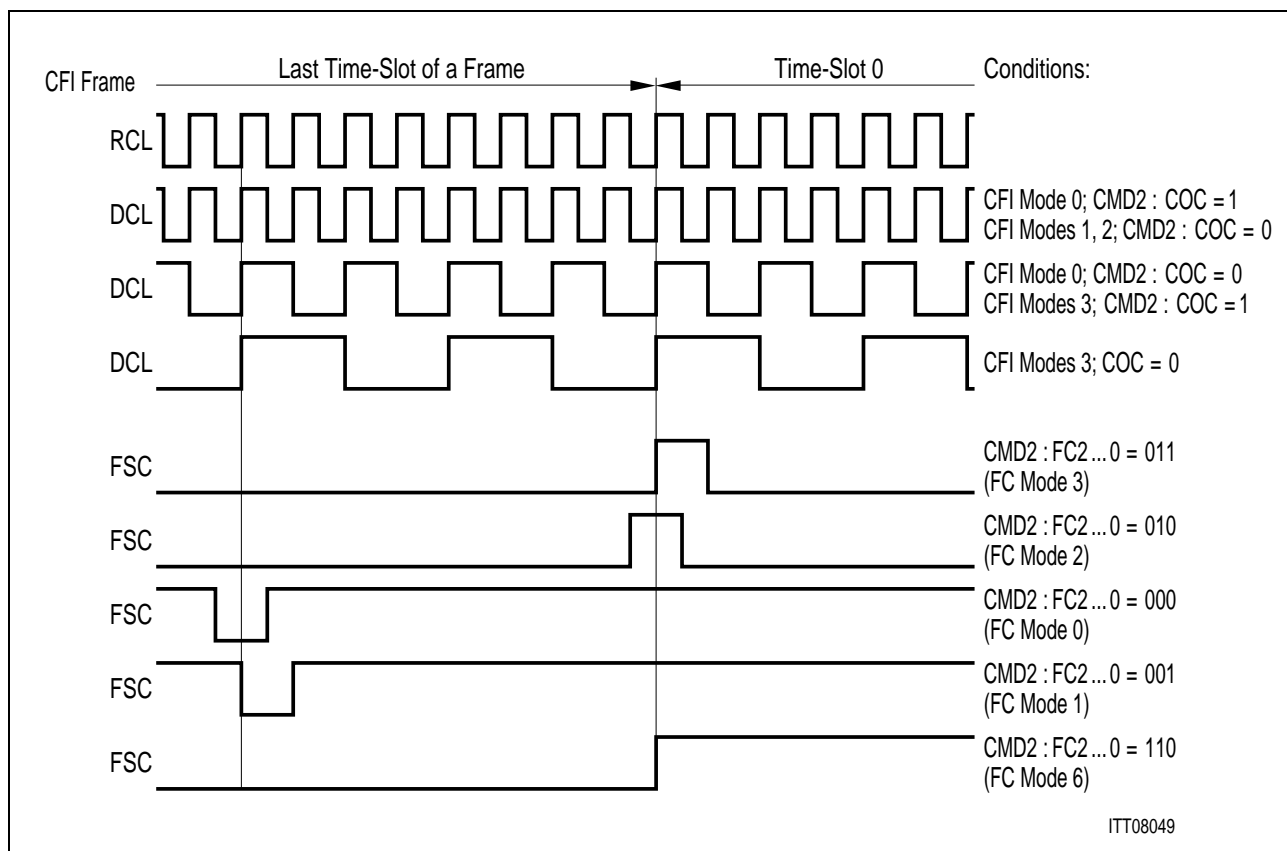 CFI Frame Last Time-Slot of a Frame Time-Slot 0 Conditions:
RCL
DCL CFI Mode 0; CMD2 : COC = 1
CFI Modes 1, 2; CMD2 : COC = 0
DCL CFI Mode 0; CMD2 : COC = 0
CFI Modes 3; CMD2 : COC = 1
DCL CFI Modes 3; COC = 0
FSC CMD2 : FC2 ... 0 = 011
(FC Mode 3)
FSC CMD2 : FC2 ... 0 = 010
(FC Mode 2)
FSC CMD2 : FC2 ... 0 = 000
(FC Mode 0)
FSC CMD2 : FC2 ... 0 = 001
(FC Mode 1)
FSC CMD2 : FC2 ... 0 = 110
(FC Mode 6)
ITT08049